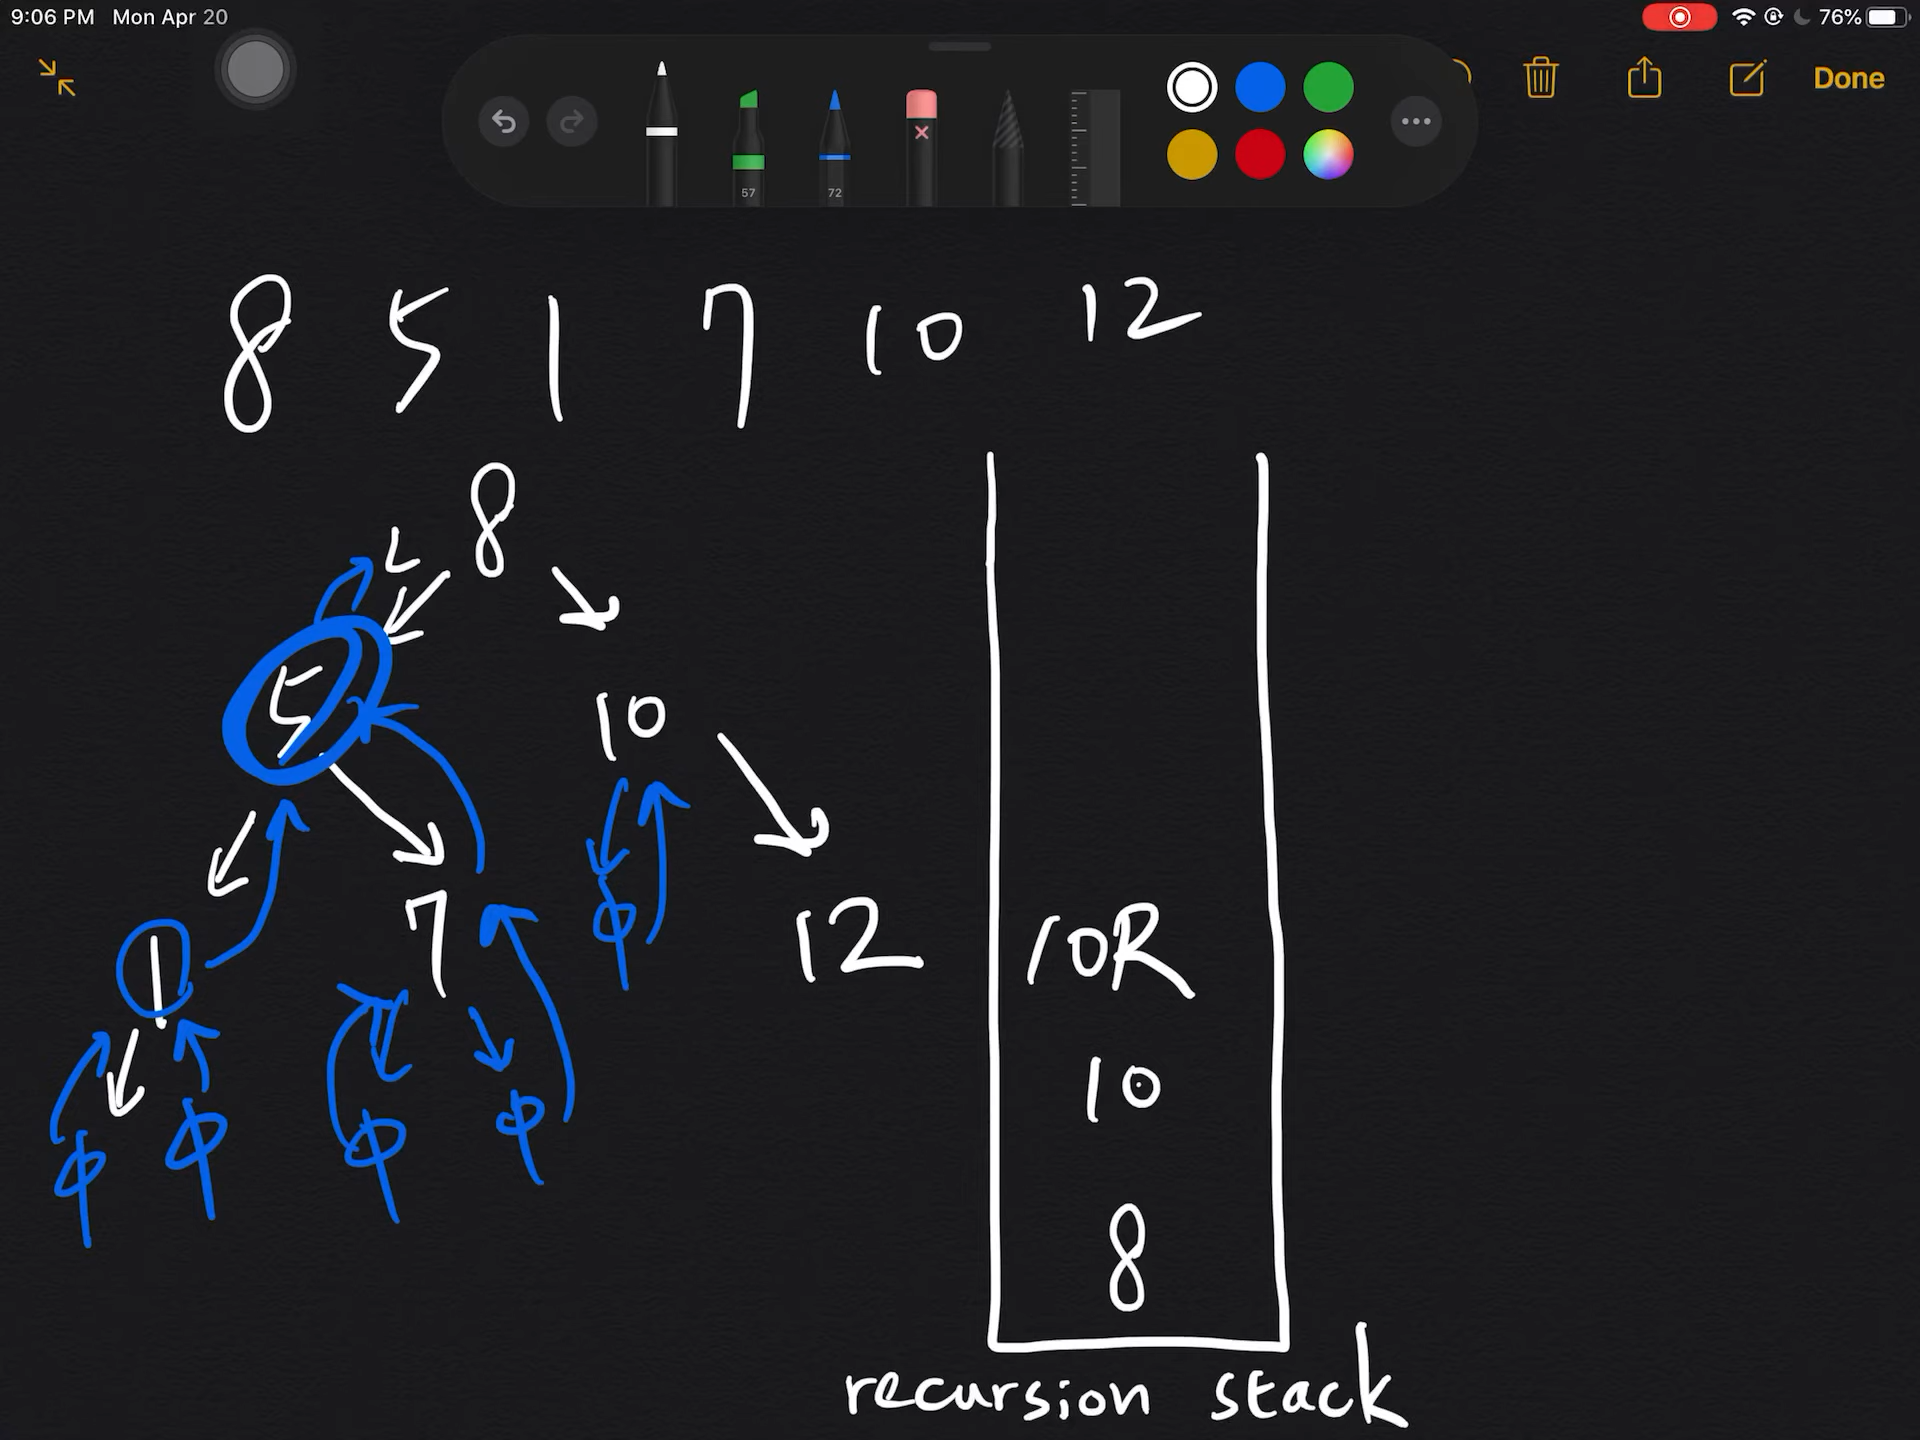 9:06 PM Mon Apr 20
76%
57
72
Done
8 5 1 7 10 12
8
L
5
10
1
7
ϕ
12
ϕ
ϕ
ϕ
ϕ
10R
10
8
recursion stack